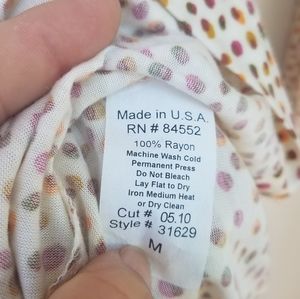 Made in U.S.A.
RN # 84552
100% Rayon
Machine Wash Cold
Permanent Press
Do Not Bleach
Lay Flat to Dry
Iron Medium Heat
or Dry Clean
Cut # 05.10
Style # 31629
M